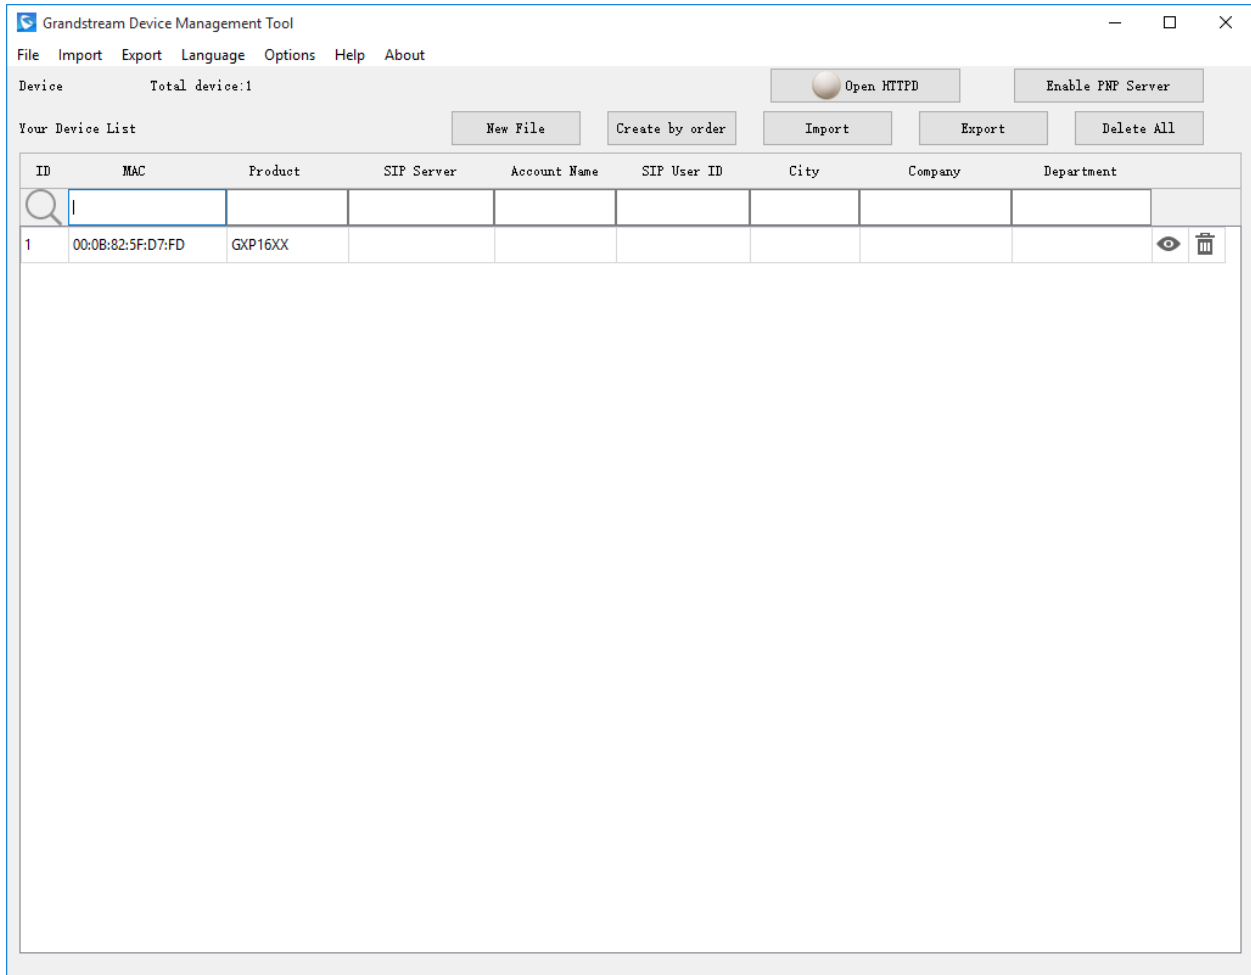 Grandstream Device Management Tool
File Import Export Language Options Help About
Device Total device:1 Open HTTPD Enable PNP Server
Your Device List New File Create by order Import Export Delete All
ID MAC Product SIP Server Account Name SIP User ID City Company Department
1 00:0B:82:5F:D7:FD GXP16XX